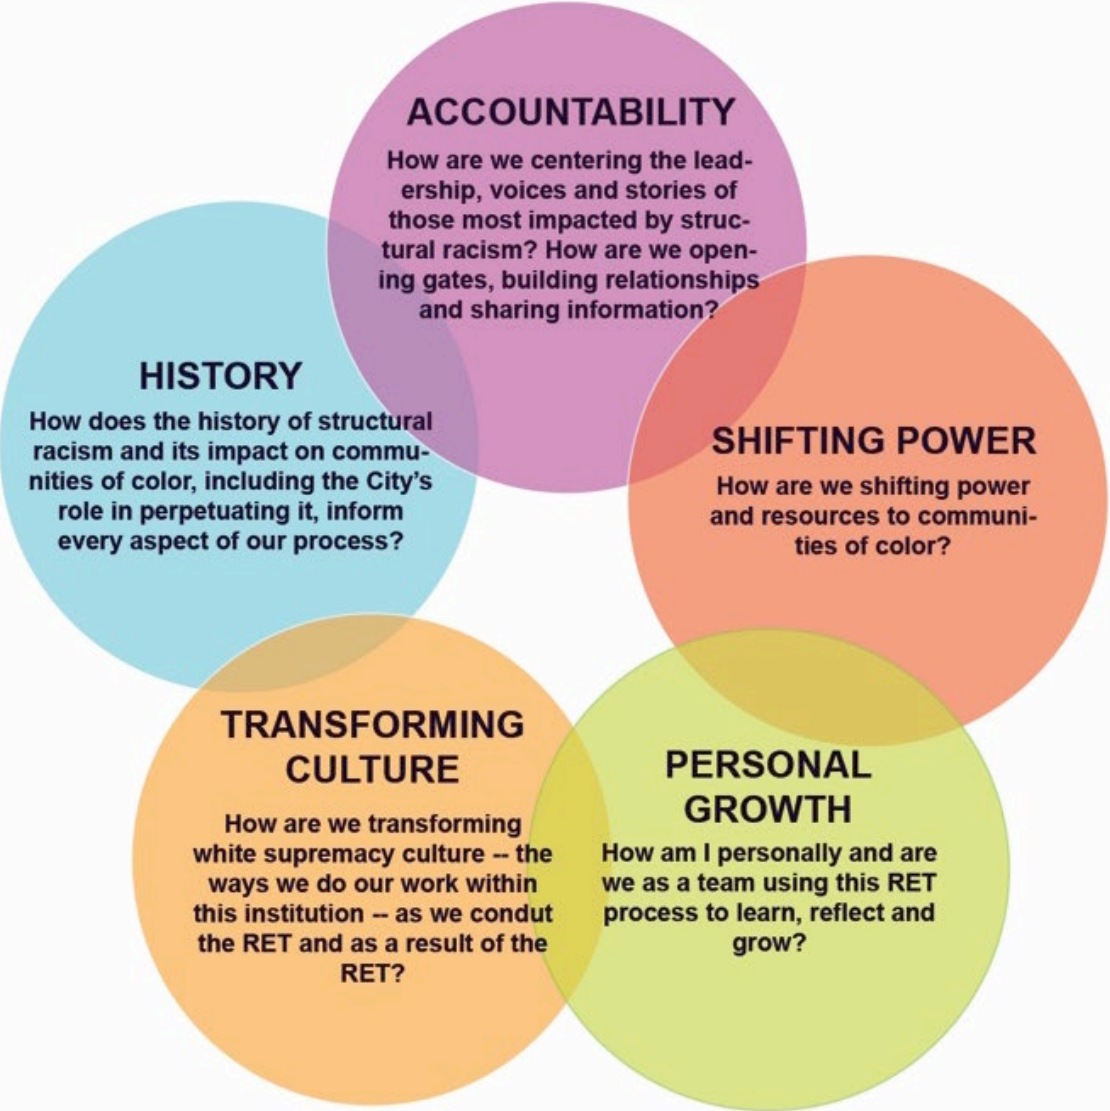 ACCOUNTABILITY
How are we centering the lead-
ership, voices and stories of
those most impacted by struc-
tural racism? How are we open-
ing gates, building relationships
and sharing information?
HISTORY
How does the history of structural
racism and its impact on commu-
nities of color, including the City's
role in perpetuating it, inform
every aspect of our process?
SHIFTING POWER
How are we shifting power
and resources to communi-
ties of color?
TRANSFORMING
CULTURE
How are we transforming
white supremacy culture -- the
ways we do our work within
this institution -- as we condut
the RET and as a result of the
RET?
PERSONAL
GROWTH
How am I personally and are
we as a team using this RET
process to learn, reflect and
grow?